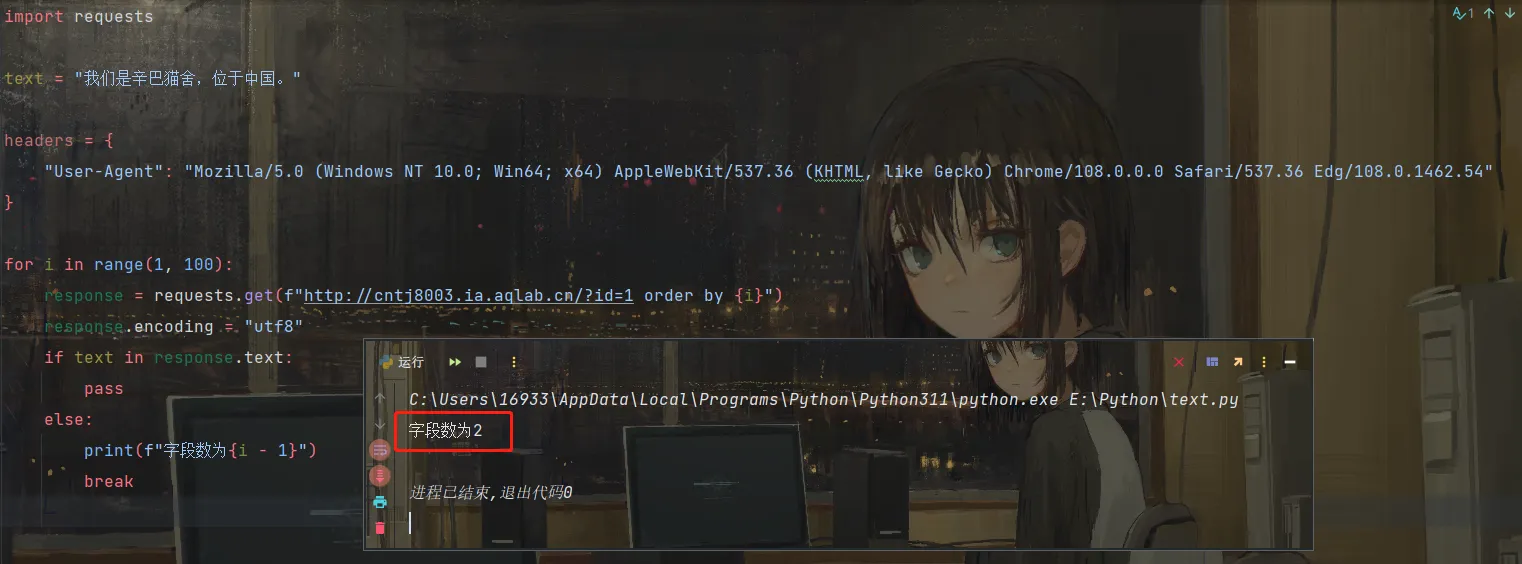 import requests
text = "我们是辛巴猫舍，位于中国。"
headers = {
"User-Agent": "Mozilla/5.0 (Windows NT 10.0; Win64; x64) AppleWebKit/537.36 (KHTML, like Gecko) Chrome/108.0.0.0 Safari/537.36 Edg/108.0.1462.54"
}
for i in range(1, 100):
response = requests.get(f"http://cntj8003.ia.aqlab.cn/?id=1 order by {i}")
response.encoding = "utf8"
if text in response.text:
pass
else:
print(f"字段数为{i - 1}")
break
1
运行
C:\Users\16933\AppData\Local\Programs\Python\Python311\python.exe E:\Python\text.py
字段数为2
进程已结束,退出代码0